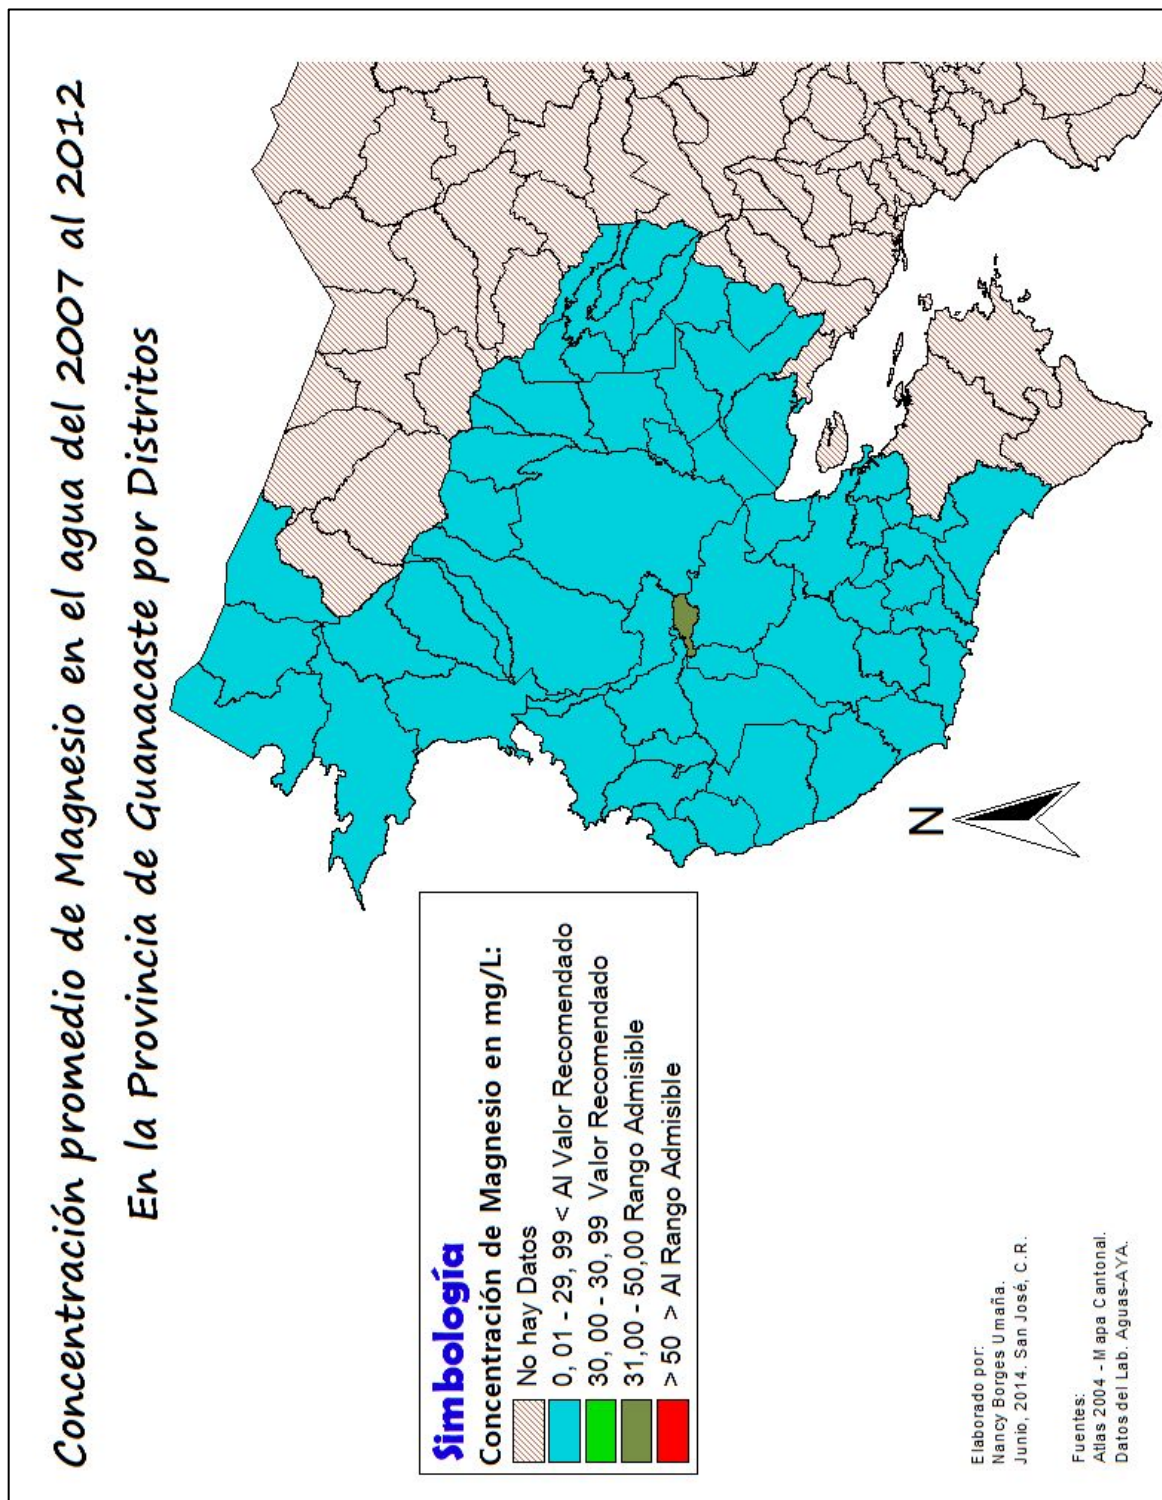 Concentración promedio de Magnesio en el agua del 2007 al 2012
En la Provincia de Guanacaste por Distritos
Simbología
Concentración de Magnesio en mg/L:
No hay Datos
0, 01 - 29, 99 < Al Valor Recomendado
30, 00 - 30, 99 Valor Recomendado
31,00 - 50,00 Rango Admisible
> 50 > Al Rango Admisible
N
Elaborado por:
Nancy Borges Umaña.
Junio, 2014. San José, C.R.
Fuentes:
Atlas 2004 - Mapa Cantonal.
Datos del Lab. Aguas-AYA.